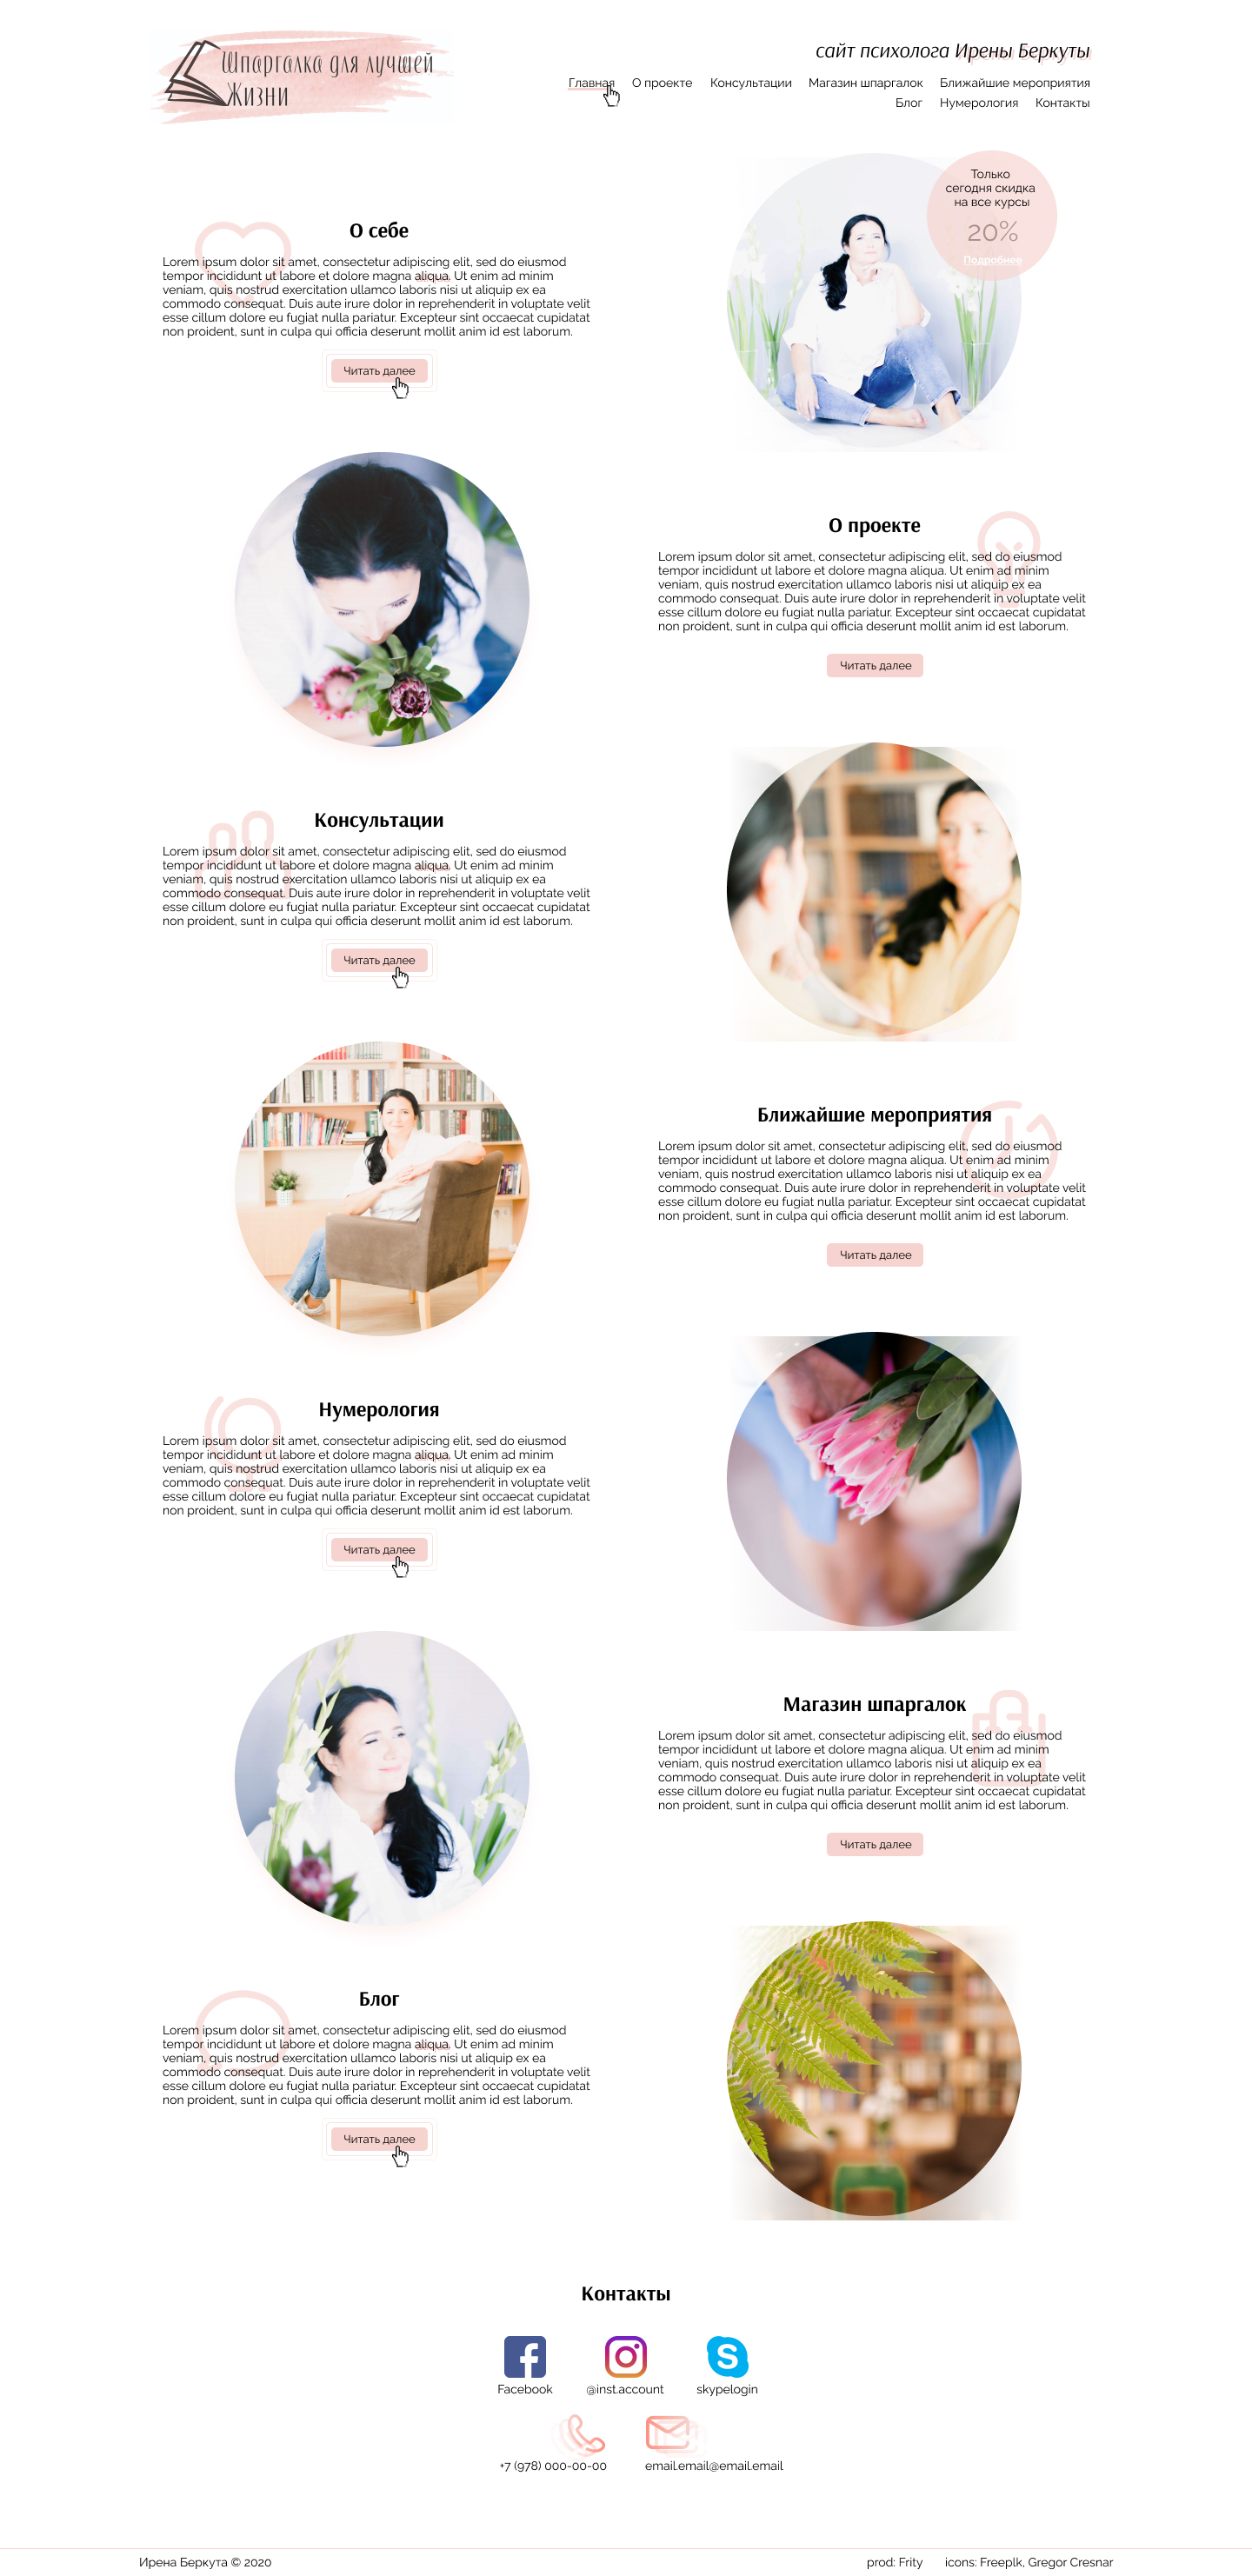 Шпаргалка для лучшей
Жизни
сайт психолога Ирены Беркуты
Главная О проекте Консультации Магазин шпаргалок Ближайшие мероприятия
Блог Нумерология Контакты
Только
сегодня скидка
на все курсы
20%
Подробнее
О себе
Lorem ipsum dolor sit amet, consectetur adipiscing elit, sed do eiusmod
tempor incididunt ut labore et dolore magna aliqua. Ut enim ad minim
veniam, quis nostrud exercitation ullamco laboris nisi ut aliquip ex ea
commodo consequat. Duis aute irure dolor in reprehenderit in voluptate velit
esse cillum dolore eu fugiat nulla pariatur. Excepteur sint occaecat cupidatat
non proident, sunt in culpa qui officia deserunt mollit anim id est laborum.
Читать далее
О проекте
Lorem ipsum dolor sit amet, consectetur adipiscing elit, sed do eiusmod
tempor incididunt ut labore et dolore magna aliqua. Ut enim ad minim
veniam, quis nostrud exercitation ullamco laboris nisi ut aliquip ex ea
commodo consequat. Duis aute irure dolor in reprehenderit in voluptate velit
esse cillum dolore eu fugiat nulla pariatur. Excepteur sint occaecat cupidatat
non proident, sunt in culpa qui officia deserunt mollit anim id est laborum.
Читать далее
Консультации
Lorem ipsum dolor sit amet, consectetur adipiscing elit, sed do eiusmod
tempor incididunt ut labore et dolore magna aliqua. Ut enim ad minim
veniam, quis nostrud exercitation ullamco laboris nisi ut aliquip ex ea
commodo consequat. Duis aute irure dolor in reprehenderit in voluptate velit
esse cillum dolore eu fugiat nulla pariatur. Excepteur sint occaecat cupidatat
non proident, sunt in culpa qui officia deserunt mollit anim id est laborum.
Читать далее
Ближайшие мероприятия
Lorem ipsum dolor sit amet, consectetur adipiscing elit, sed do eiusmod
tempor incididunt ut labore et dolore magna aliqua. Ut enim ad minim
veniam, quis nostrud exercitation ullamco laboris nisi ut aliquip ex ea
commodo consequat. Duis aute irure dolor in reprehenderit in voluptate velit
esse cillum dolore eu fugiat nulla pariatur. Excepteur sint occaecat cupidatat
non proident, sunt in culpa qui officia deserunt mollit anim id est laborum.
Читать далее
Нумерология
Lorem ipsum dolor sit amet, consectetur adipiscing elit, sed do eiusmod
tempor incididunt ut labore et dolore magna aliqua. Ut enim ad minim
veniam, quis nostrud exercitation ullamco laboris nisi ut aliquip ex ea
commodo consequat. Duis aute irure dolor in reprehenderit in voluptate velit
esse cillum dolore eu fugiat nulla pariatur. Excepteur sint occaecat cupidatat
non proident, sunt in culpa qui officia deserunt mollit anim id est laborum.
Читать далее
Магазин шпаргалок
Lorem ipsum dolor sit amet, consectetur adipiscing elit, sed do eiusmod
tempor incididunt ut labore et dolore magna aliqua. Ut enim ad minim
veniam, quis nostrud exercitation ullamco laboris nisi ut aliquip ex ea
commodo consequat. Duis aute irure dolor in reprehenderit in voluptate velit
esse cillum dolore eu fugiat nulla pariatur. Excepteur sint occaecat cupidatat
non proident, sunt in culpa qui officia deserunt mollit anim id est laborum.
Читать далее
Блог
Lorem ipsum dolor sit amet, consectetur adipiscing elit, sed do eiusmod
tempor incididunt ut labore et dolore magna aliqua. Ut enim ad minim
veniam, quis nostrud exercitation ullamco laboris nisi ut aliquip ex ea
commodo consequat. Duis aute irure dolor in reprehenderit in voluptate velit
esse cillum dolore eu fugiat nulla pariatur. Excepteur sint occaecat cupidatat
non proident, sunt in culpa qui officia deserunt mollit anim id est laborum.
Читать далее
Контакты
Facebook @inst.account skypelogin
+7 (978) 000-00-00 email.email@email.email
Ирена Беркута © 2020 prod: Frity icons: Freeplk, Gregor Cresnar